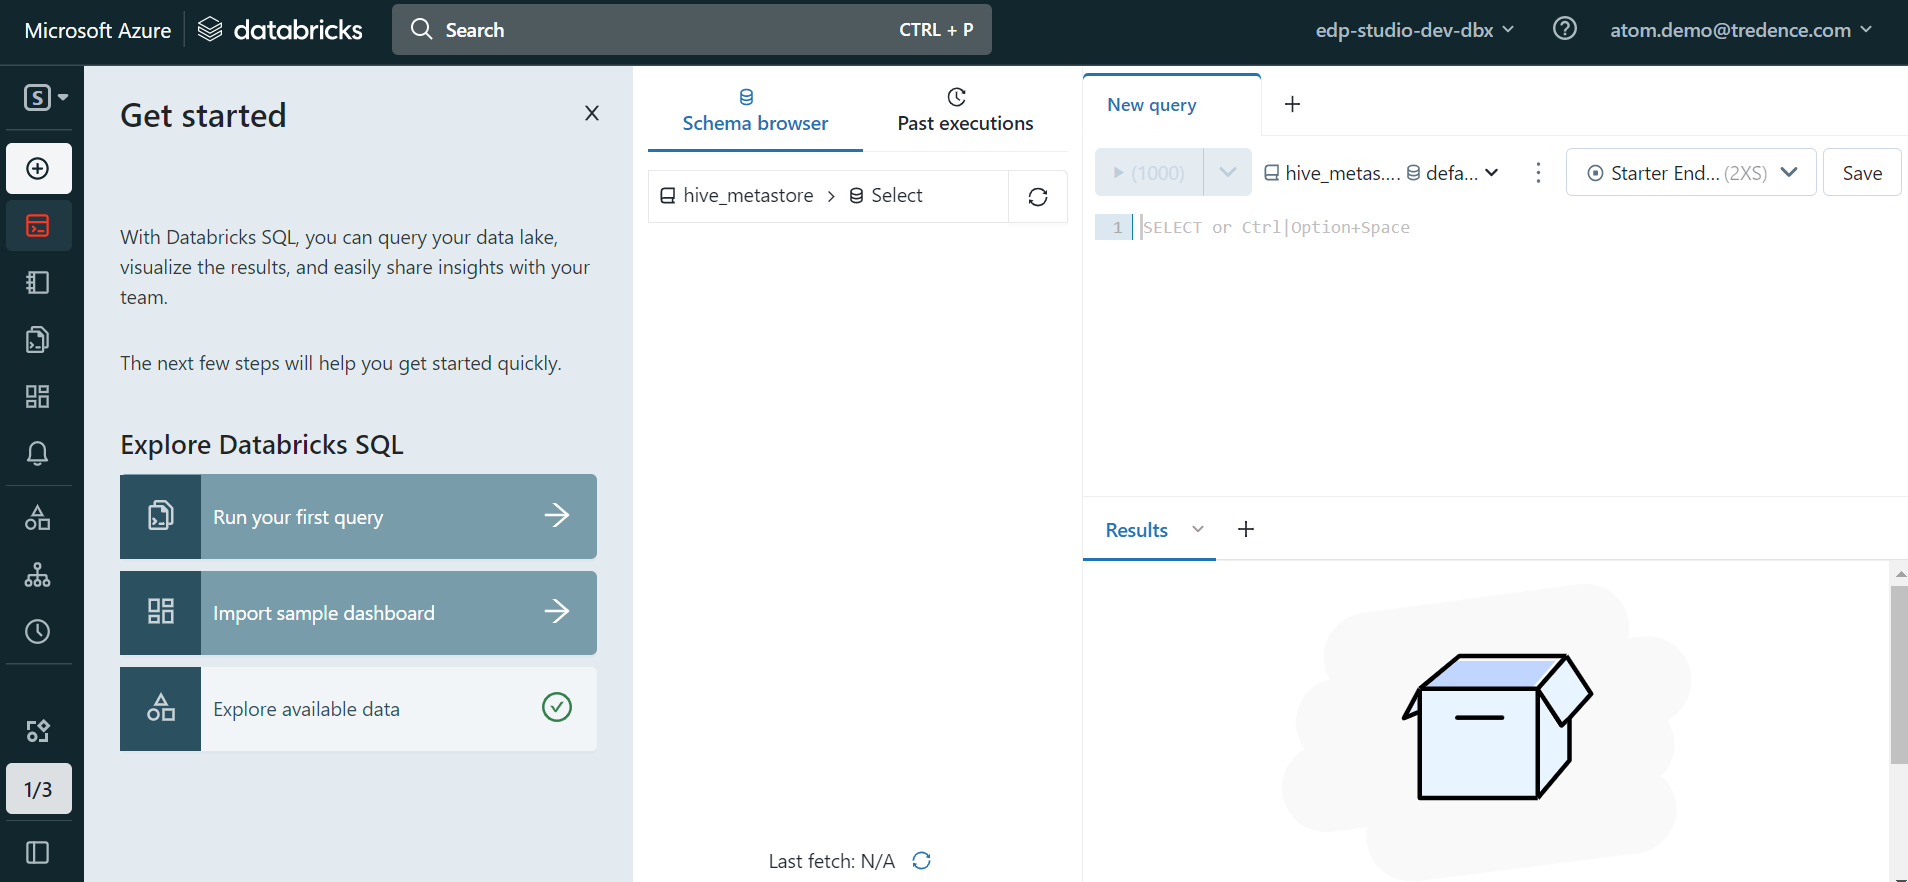 Microsoft Azure
databricks
Search
CTRL + P
edp-studio-dev-dbx
atom.demo@tredence.com
S
Get started
With Databricks SQL, you can query your data lake,
visualize the results, and easily share insights with your
team.
The next few steps will help you get started quickly.
Explore Databricks SQL
Run your first query
Import sample dashboard
Explore available data
1/3
Schema browser
Past executions
hive_metastore > Select
Last fetch: N/A
New query
(1000)
hive_metas....
defa...
Starter End... (2XS)
Save
1
SELECT or Ctrl|Option+Space
Results